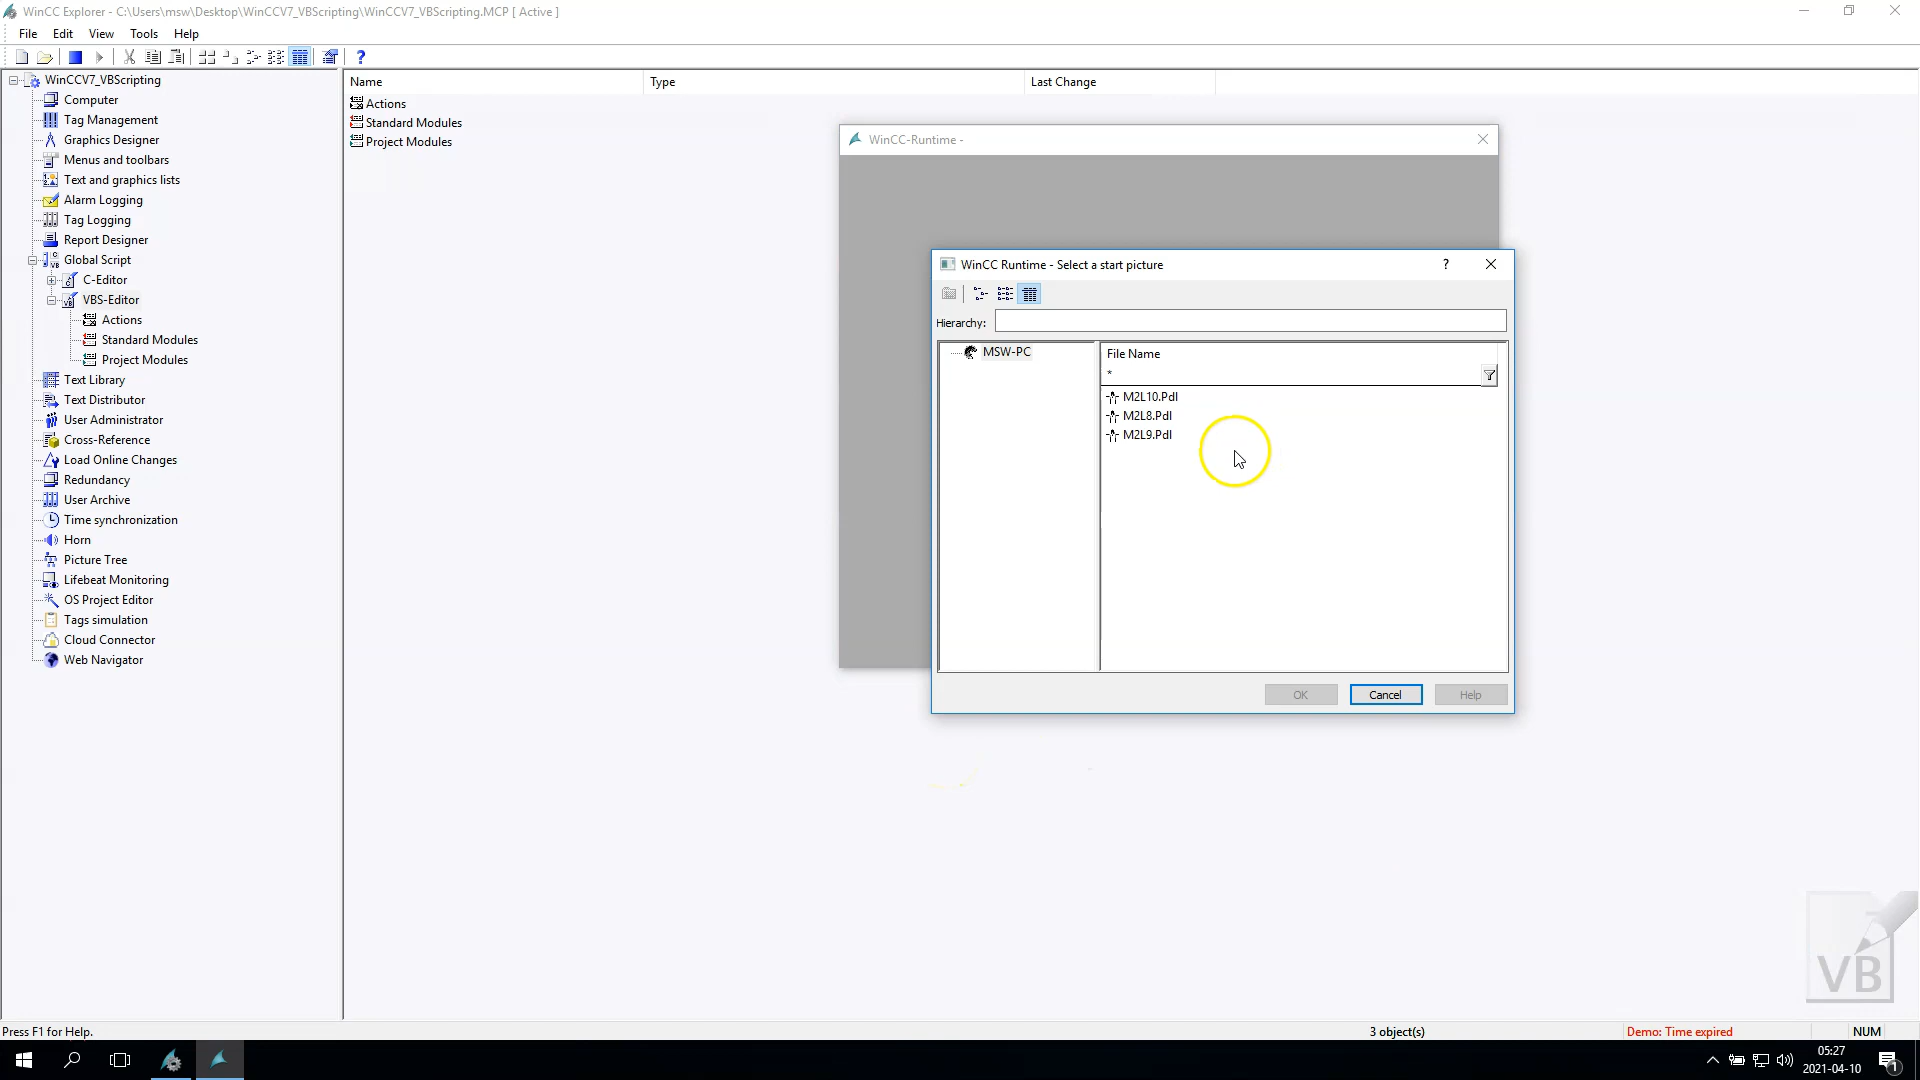 WinCC Explorer - C:\Users\msw\Desktop\WinCCV7_VBScripting\WinCCV7_VBScripting.MCP [ Active ]
File Edit View Tools Help
WinCCV7_VBScripting
Computer
Tag Management
Graphics Designer
Menus and toolbars
Text and graphics lists
Alarm Logging
Tag Logging
Report Designer
Global Script
C-Editor
VBS-Editor
Actions
Standard Modules
Project Modules
Text Library
Text Distributor
User Administrator
Cross-Reference
Load Online Changes
Redundancy
User Archive
Time synchronization
Horn
Picture Tree
Lifebeat Monitoring
OS Project Editor
Tags simulation
Cloud Connector
Web Navigator
Name Type Last Change
Actions
Standard Modules
Project Modules
WinCC-Runtime -
WinCC Runtime - Select a start picture
Hierarchy:
MSW-PC
File Name
*
M2L10.Pdl
M2L8.Pdl
M2L9.Pdl
OK Cancel Help
VB
Press F1 for Help. 3 object(s) Demo: Time expired NUM
05:27
2021-04-10
1